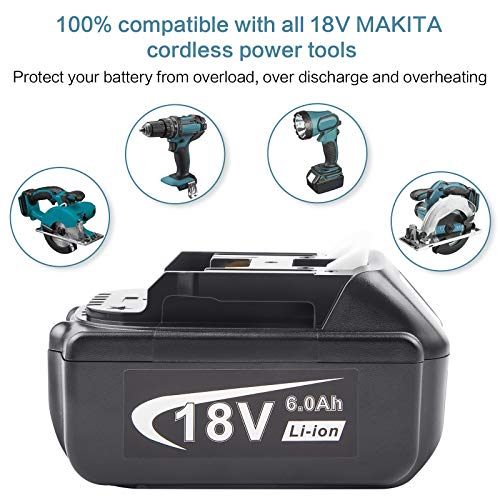 100% compatible with all 18V MAKITA
cordless power tools
Protect your battery from overload, over discharge and overheating
18V
6.0Ah
Li-ion